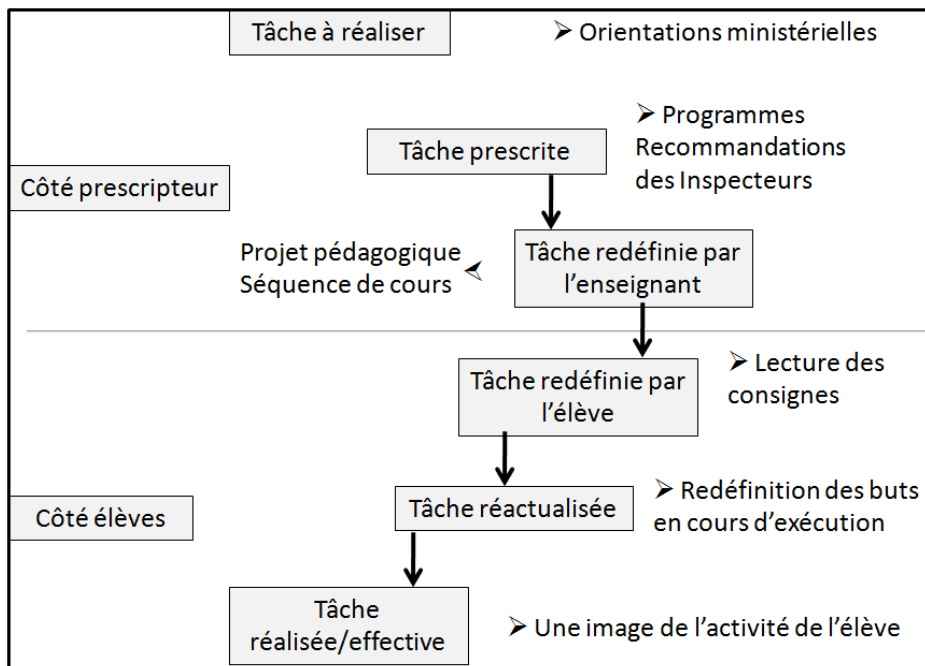 Tâche à réaliser
➢ Orientations ministérielles
➢ Programmes
Recommandations
des Inspecteurs
Tâche prescrite
Côté prescripteur
Projet pédagogique
Séquence de cours
Tâche redéfinie par
l'enseignant
Tâche redéfinie par
l'élève
➢ Lecture des
consignes
Tâche réactualisée
➢ Redéfinition des buts
en cours d'exécution
Côté élèves
Tâche
réalisée/effective
➢ Une image de l'activité de l'élève